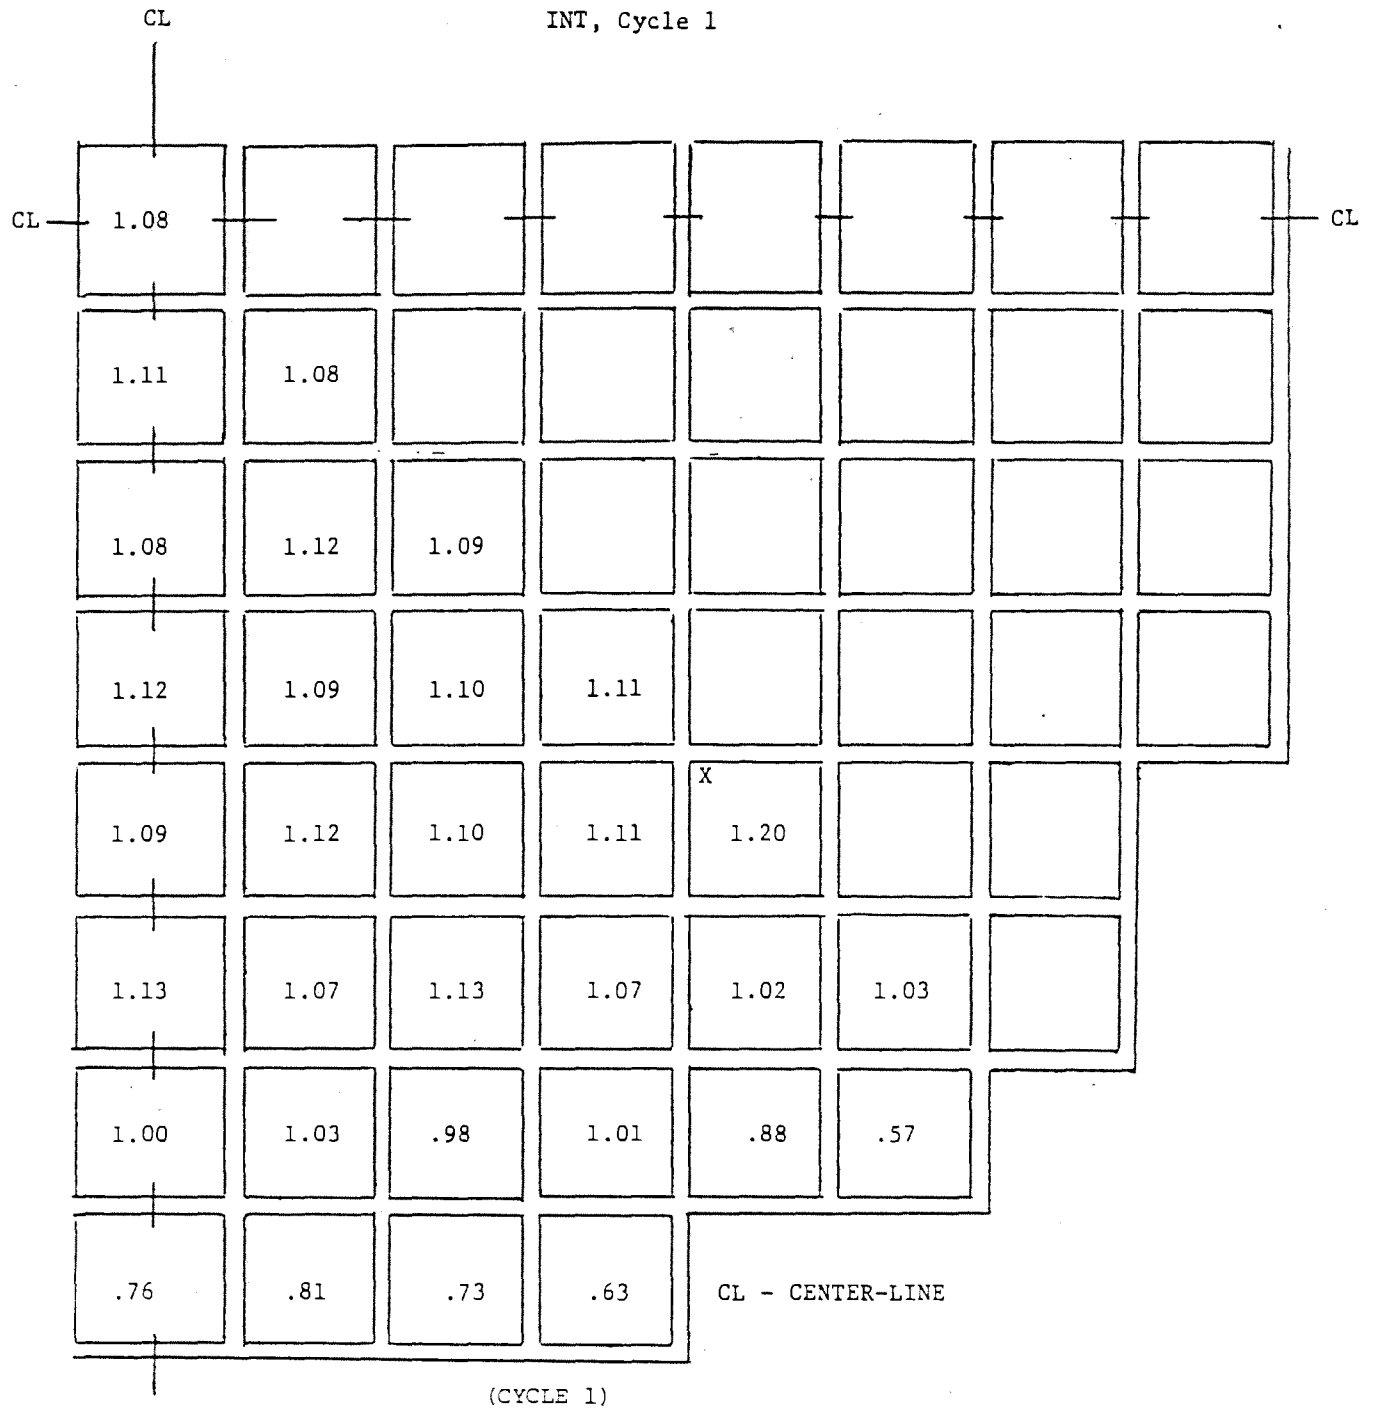 CL INT, Cycle 1
CL 1.08 CL
1.11 1.08
1.08 1.12 1.09
1.12 1.09 1.10 1.11
X
1.09 1.12 1.10 1.11 1.20
1.13 1.07 1.13 1.07 1.02 1.03
1.00 1.03 .98 1.01 .88 .57
.76 .81 .73 .63 CL - CENTER-LINE
(CYCLE 1)